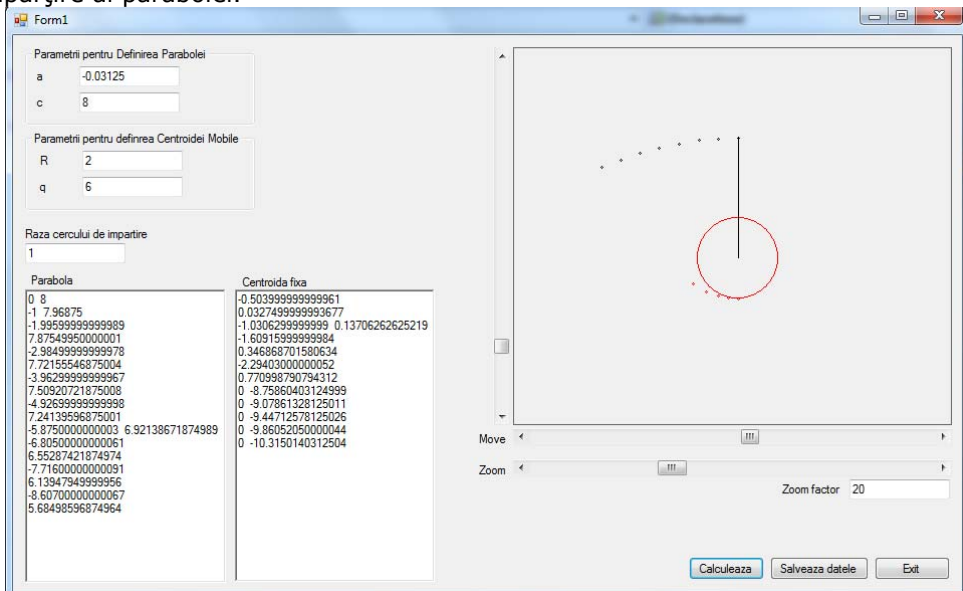 împărțire al parabolei.
Form1
Parametrii pentru Definirea Parabolei
a -0.03125
c 8
Parametrii pentru definrea Centroidei Mobile
R 2
q 6
Raza cercului de impartire
1
Parabola
0 8
-1 7.96875
-1.99599999999989
7.87549950000001
-2.98499999999978
7.72155546875004
-3.96299999999967
7.50920721875008
-4.92699999999998
7.24139596875001
-5.8750000000003 6.92138671874989
-6.80500000000061
6.55287421874974
-7.71600000000091
6.13947949999956
-8.60700000000067
5.68498596874964
Centroida fixa
-0.503999999999961
0.0327499999993677
-1.0306299999999 0.13706262625219
-1.60915999999984
0.346868701580634
-2.29403000000052
0.770998790794312
0 -8.75860403124999
0 -9.07861328125011
0 -9.44712578125026
0 -9.86052050000044
0 -10.3150140312504
Move
Zoom
Zoom factor 20
Calculeaza
Salveaza datele
Exit